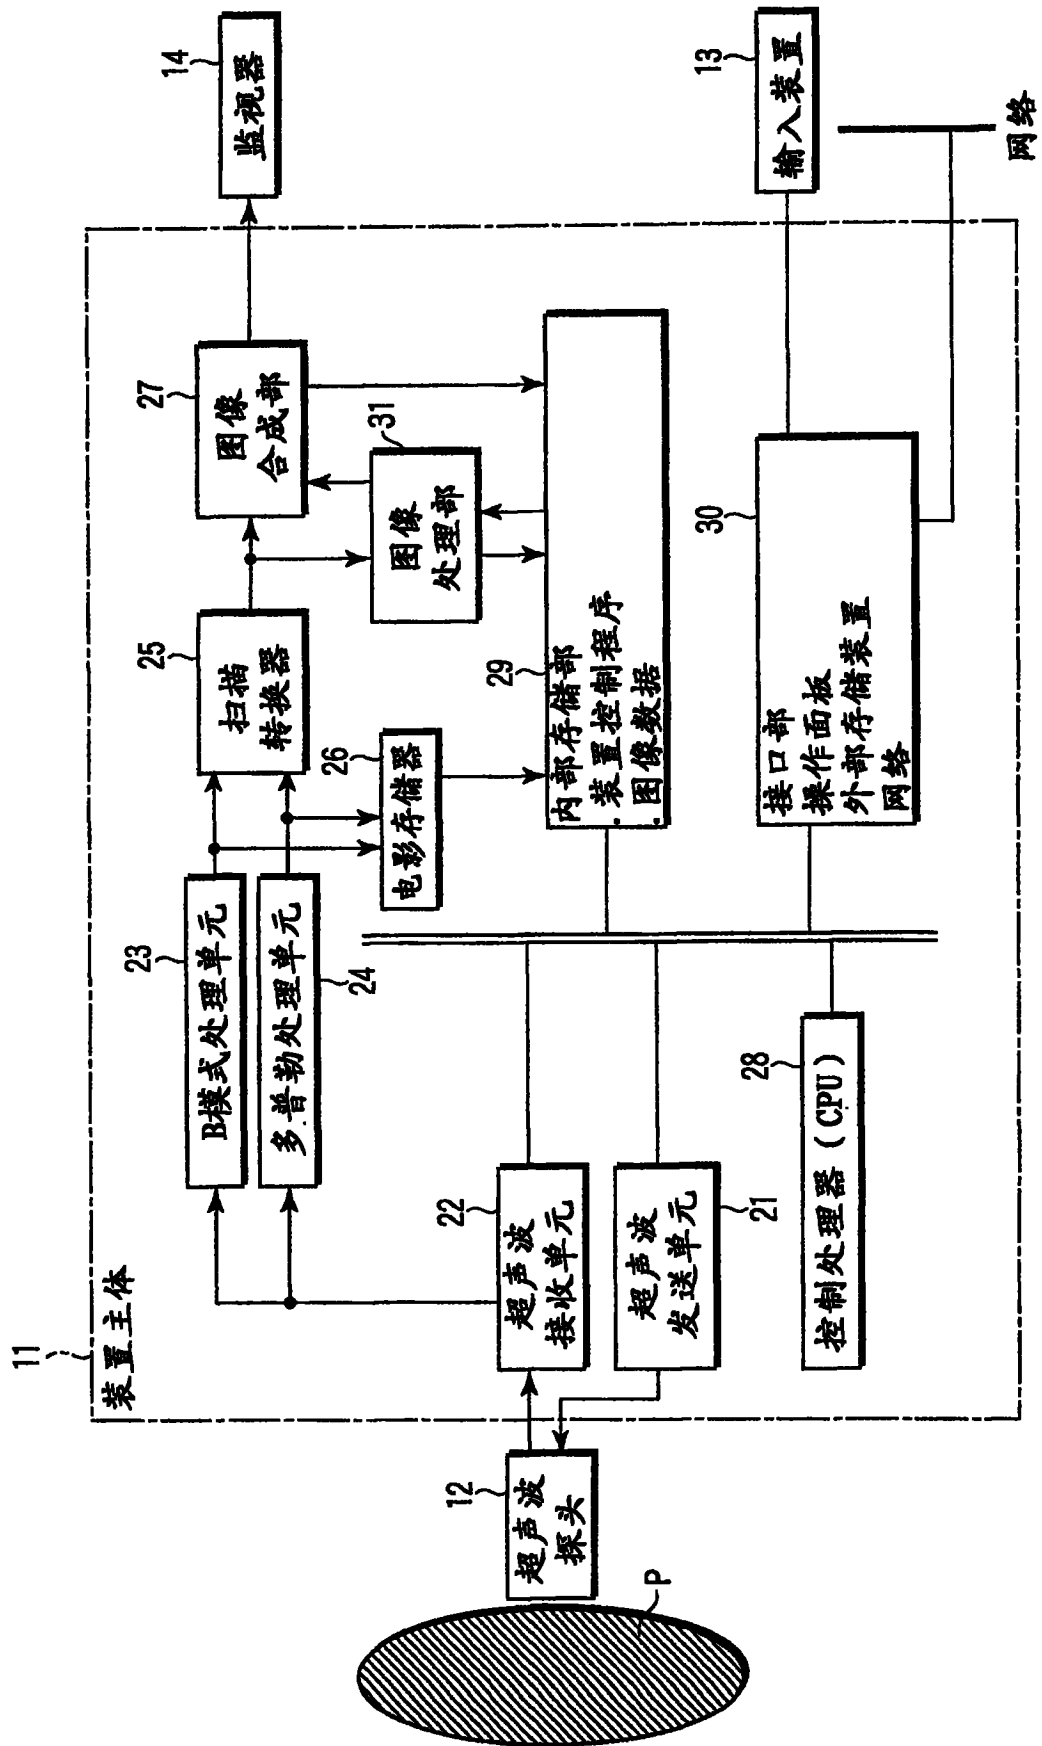 11
装置主体
14
监视器
27
图像
合成部
25
扫描
转换器
23
B模式处理单元
多普勒处理单元
24
31
图像
处理部
26
电影存储器
12
超声波
探头
22
超声波
接收单元
超声波
发送单元
21
29
内部存储部
· 装置控制程序
· 图像数据
13
输入装置
30
接口部
操作面板
外部存储装置
网络
28
控制处理器(CPU)
网络
P